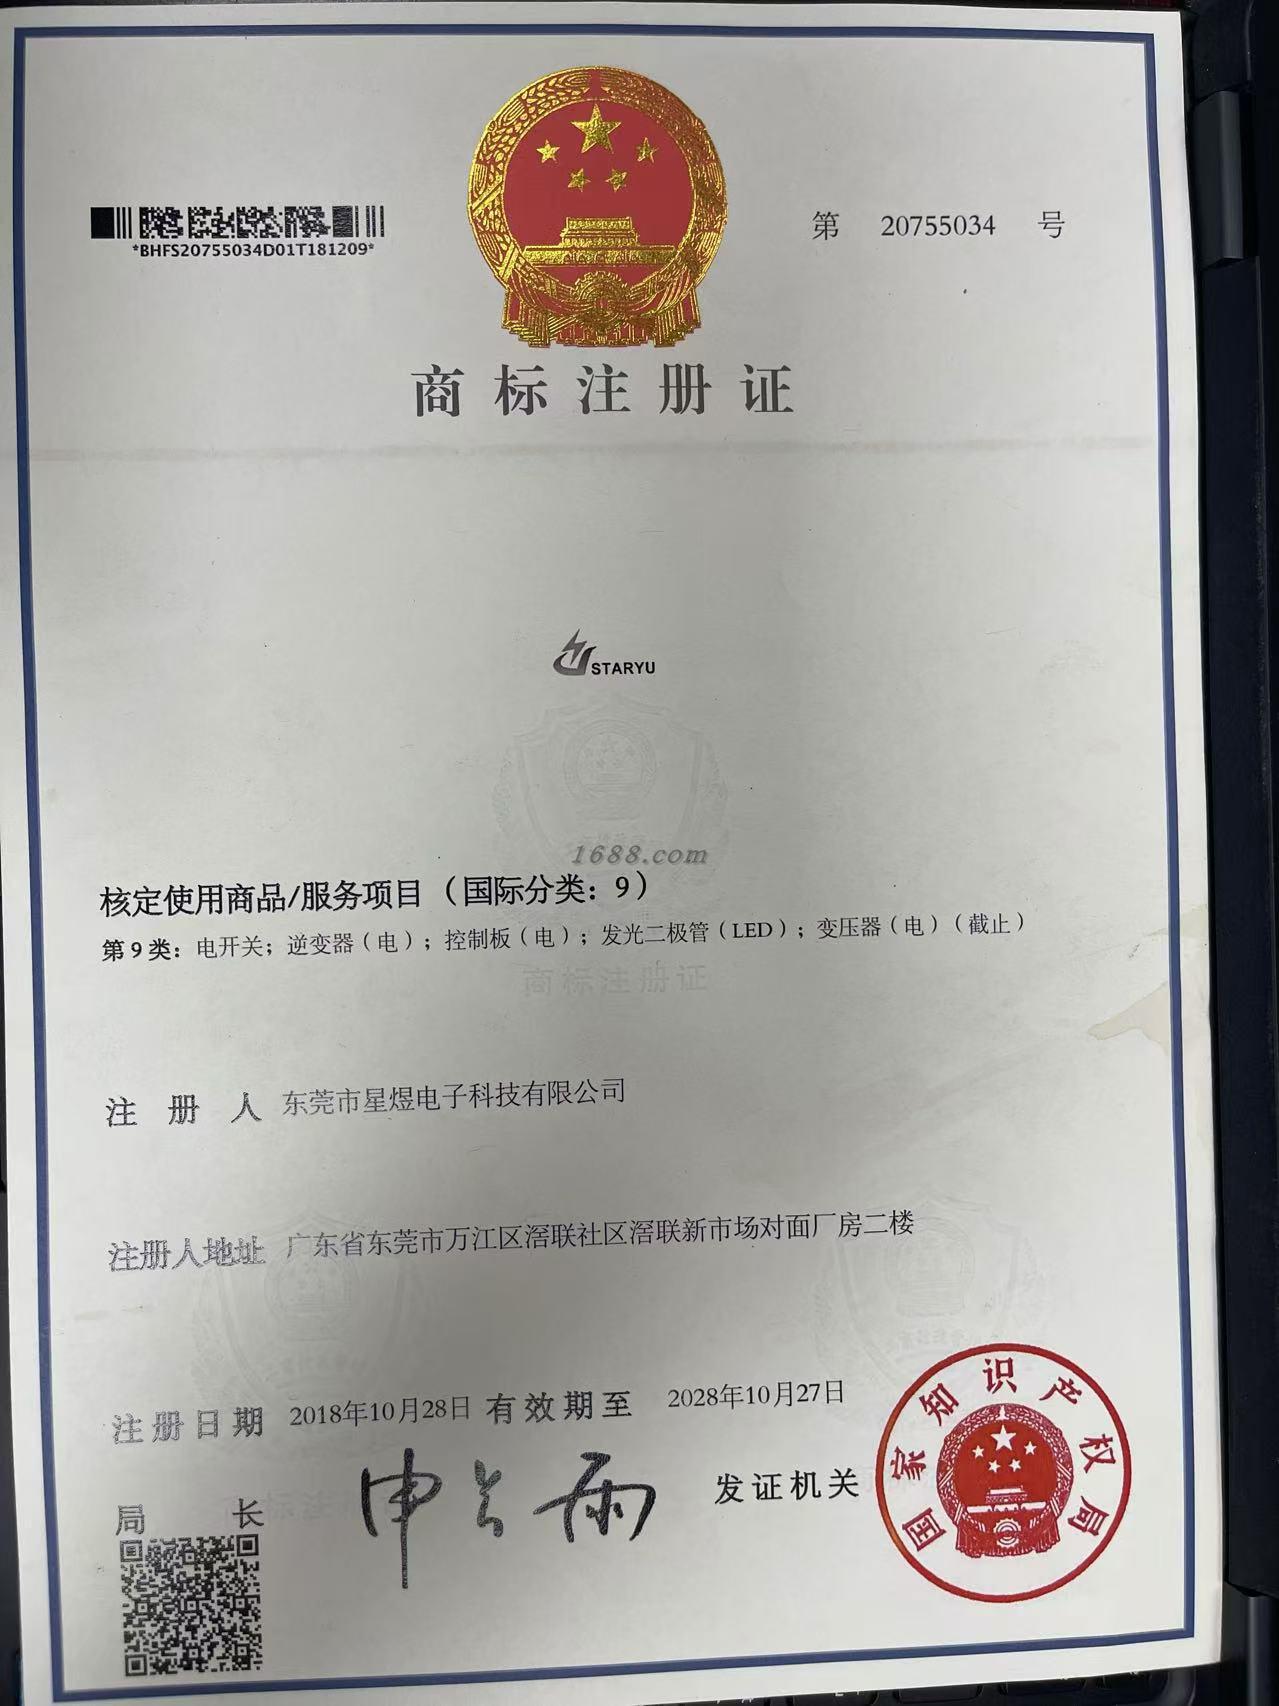 第 20755034 号
*BHFS20755034D01T181209*
商标注册证
STARYU
1688.com
核定使用商品/服务项目（国际分类：9）
第9类：电开关；逆变器（电）；控制板（电）；发光二极管（LED）；变压器（电）（截止）
商标注册证
注册人 东莞市星煜电子科技有限公司
注册人地址 广东省东莞市万江区滘联社区滘联新市场对面厂房二楼
注册日期 2018年10月28日 有效期至 2028年10月27日
局长 申长雨 发证机关
国家知识产权局